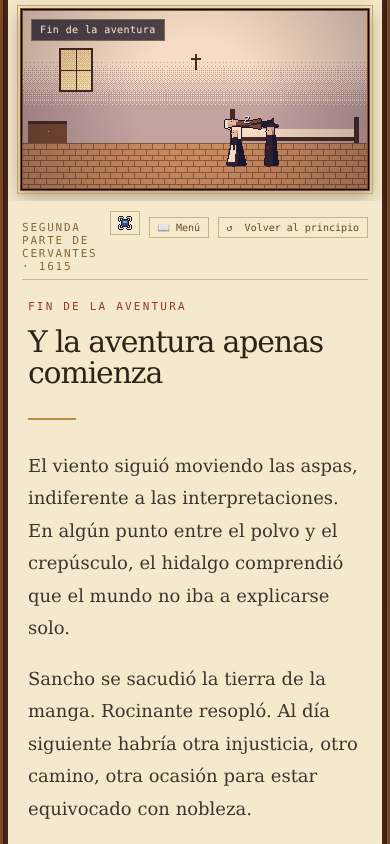 Fin de la aventura
SEGUNDA
PARTE DE
CERVANTES
· 1615
📖 Menú
↺ Volver al principio
FIN DE LA AVENTURA
Y la aventura apenas
comienza
El viento siguió moviendo las aspas,
indiferente a las interpretaciones.
En algún punto entre el polvo y el
crepúsculo, el hidalgo comprendió
que el mundo no iba a explicarse
solo.
Sancho se sacudió la tierra de la
manga. Rocinante resopló. Al día
siguiente habría otra injusticia, otro
camino, otra ocasión para estar
equivocado con nobleza.